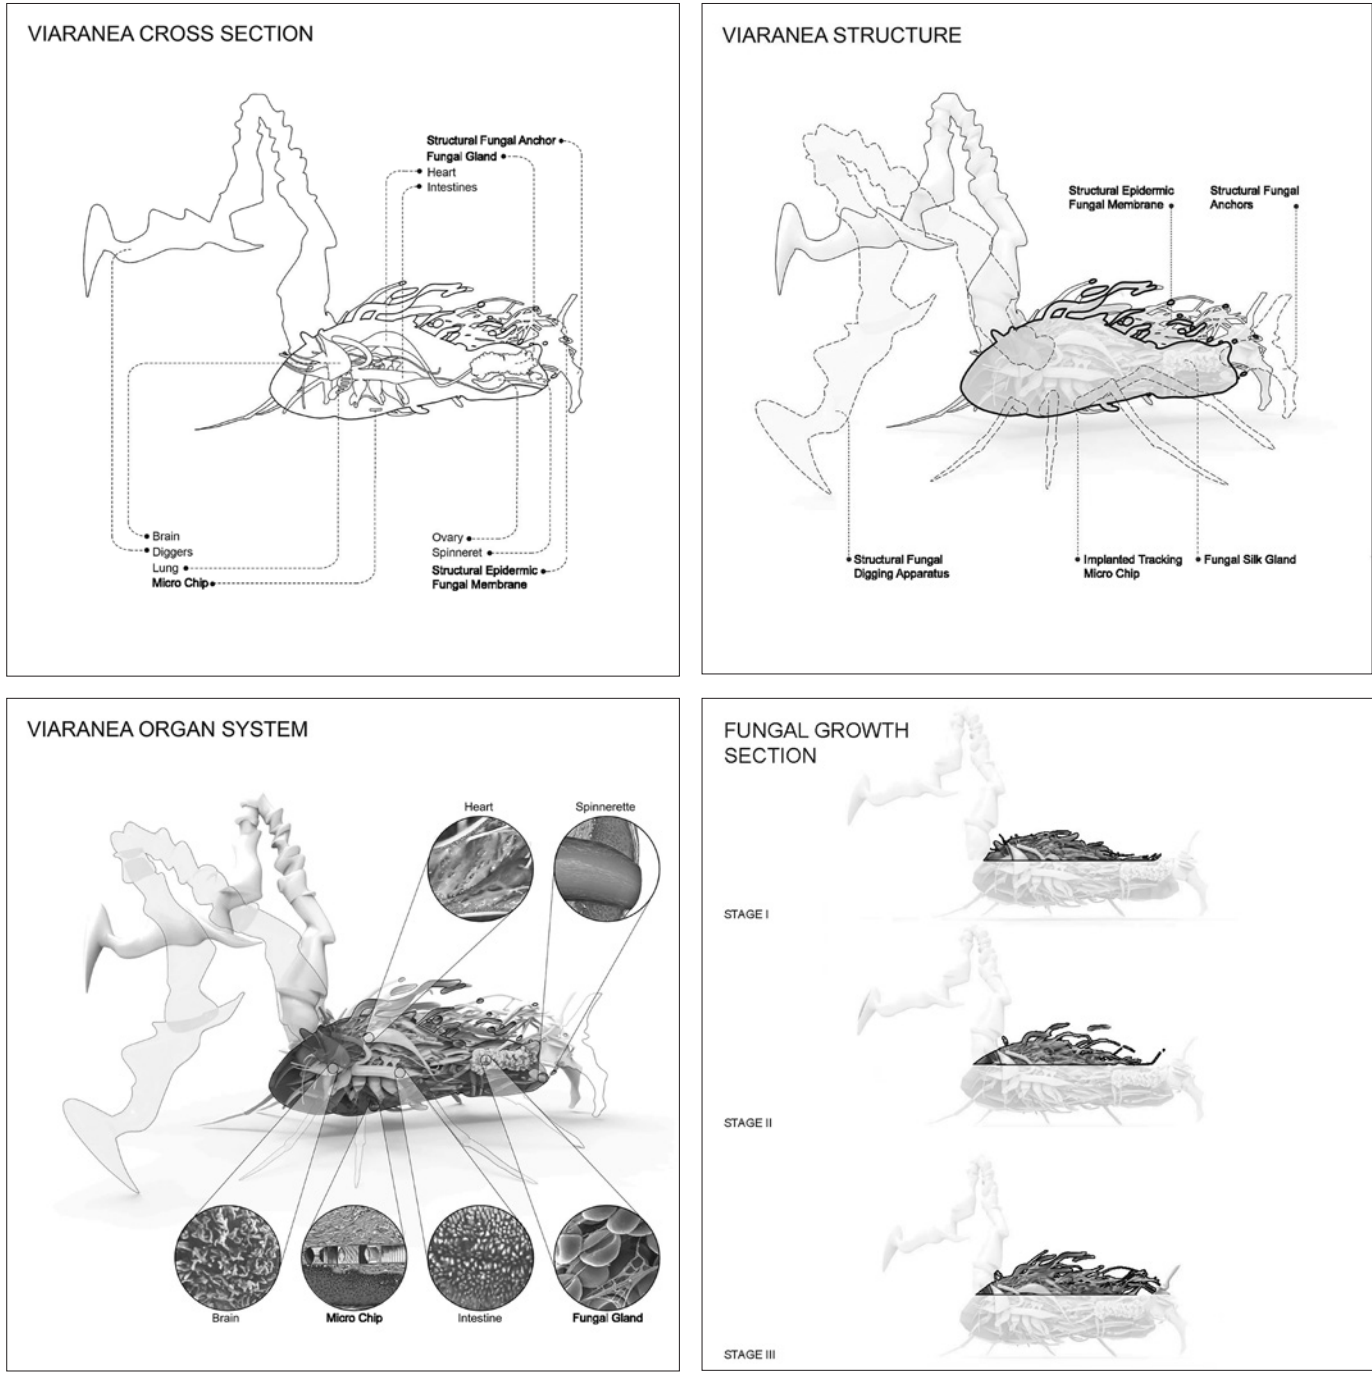 VIARANEA CROSS SECTION
Structural Fungal Anchor
Fungal Gland
Heart
Intestines
Brain
Diggers
Lung
Micro Chip
Ovary
Spinneret
Structural Epidermic
Fungal Membrane
VIARANEA STRUCTURE
Structural Epidermic
Fungal Membrane
Structural Fungal
Anchors
Structural Fungal
Digging Apparatus
Implanted Tracking
Micro Chip
Fungal Silk Gland
VIARANEA ORGAN SYSTEM
Heart
Spinnerette
Brain
Micro Chip
Intestine
Fungal Gland
FUNGAL GROWTH
SECTION
STAGE I
STAGE II
STAGE III